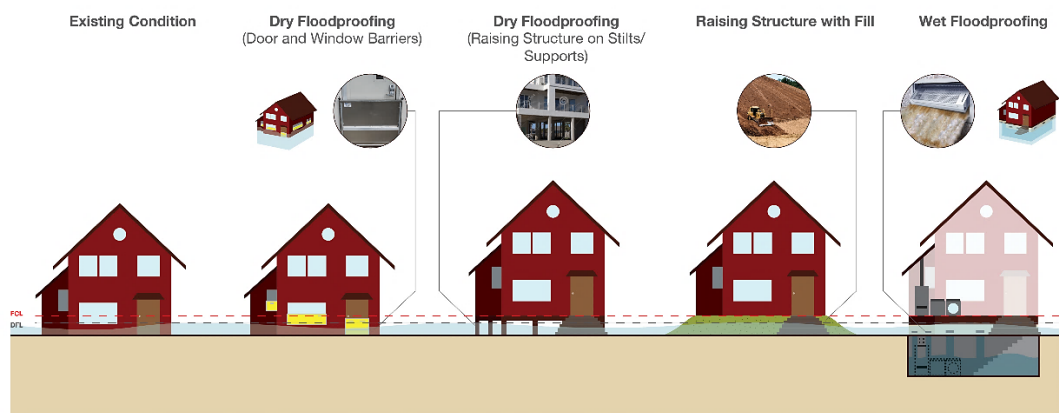 Existing Condition
Dry Floodproofing
(Door and Window Barriers)
Dry Floodproofing
(Raising Structure on Stilts/
Supports)
Raising Structure with Fill
Wet Floodproofing
FCL
DFL